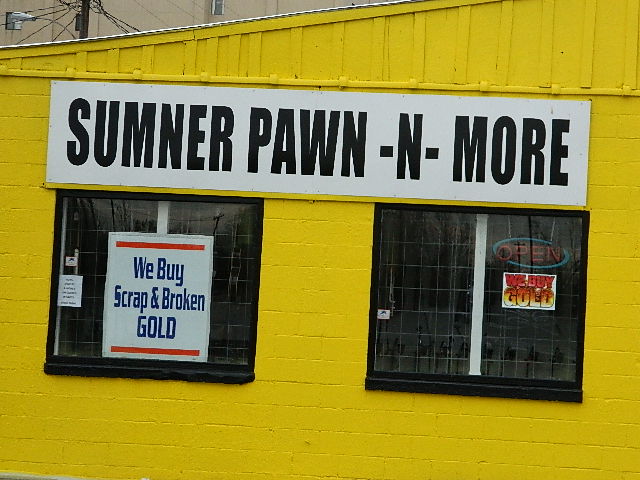 SUMNER PAWN -N- MORE
We Buy
Scrap & Broken
GOLD
OPEN
WE BUY
GOLD